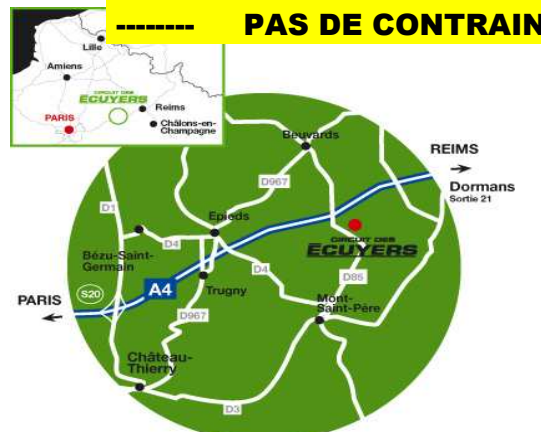 -------- PAS DE CONTRAIN
Lille
Amiens
CIRCUIT DES
ECUYERS
Reims
PARIS
Châlons-en-
Champagne
Beuvards
REIMS
D967
Dormans
Sortie 21
D1
Epieds
D4
CIRCUIT DES
ECUYERS
Bézu-Saint-
Germain
D4
D85
S20
A4
Trugny
PARIS
Mont-
Saint-Père
D967
Château-
Thierry
D3